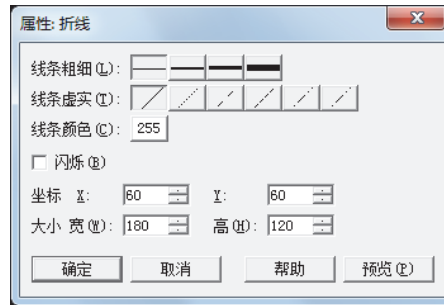 属性: 折线
线条粗细(L):
线条虚实(T):
线条颜色(C): 255
闪烁(B)
坐标 X: 60 Y: 60
大小 宽(W): 180 高(H): 120
确定 取消 帮助 预览(P)